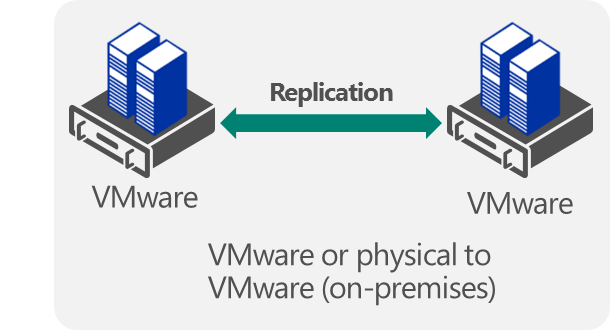 Replication
VMware
VMware
VMware or physical to
VMware (on-premises)